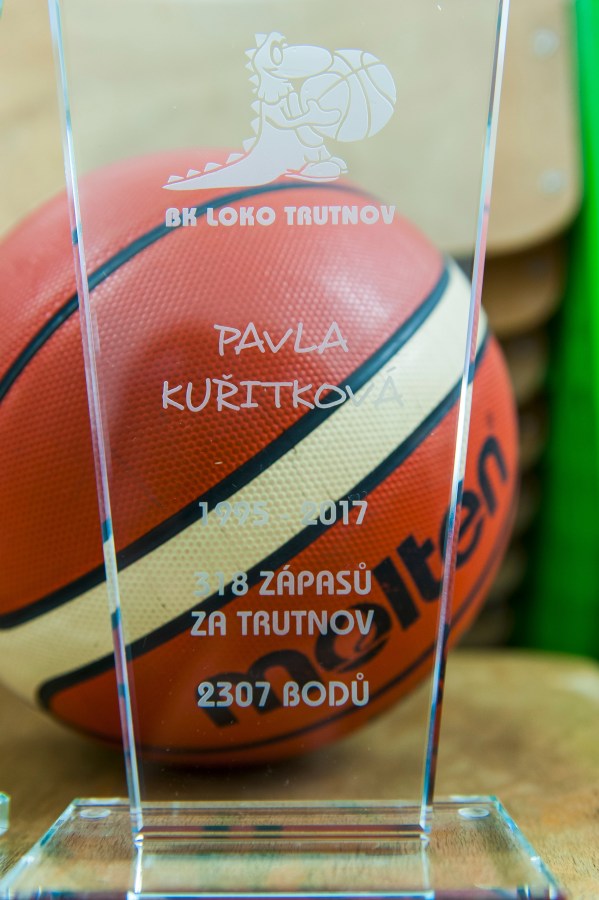 BK LOKO TRUTNOV
PAVLA
KUŘITKOVÁ
1995 - 2017
318 ZÁPASŮ
ZA TRUTNOV
2307 BODŮ
molten